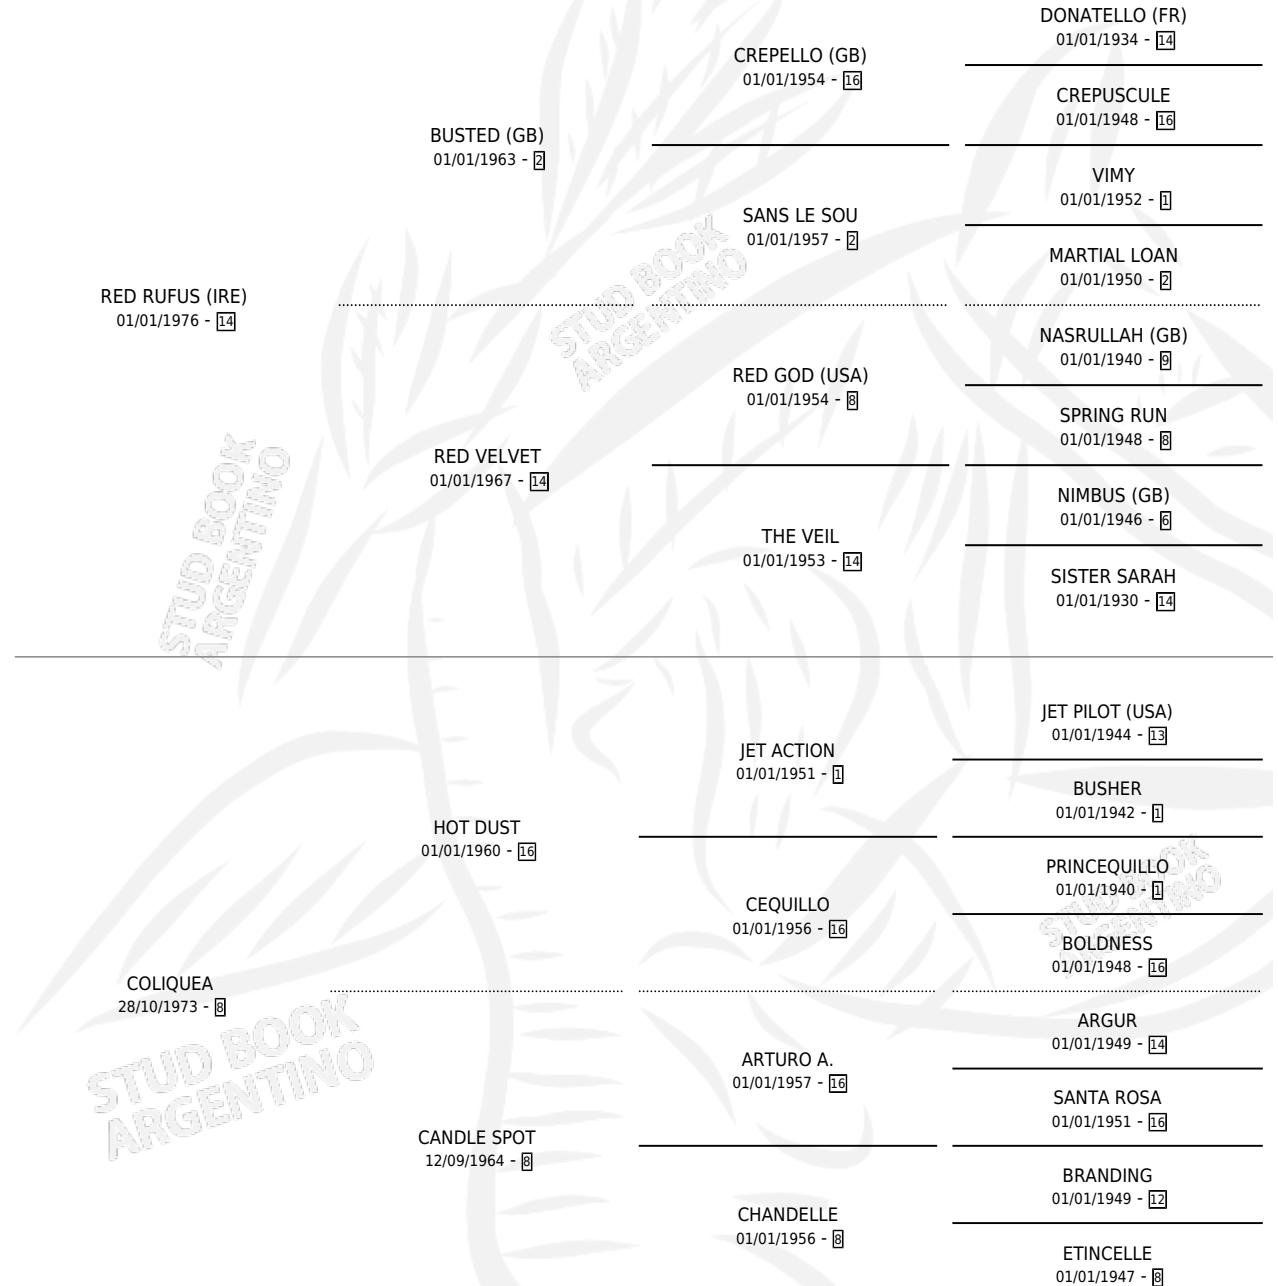 DONATELLO (FR)
01/01/1934 - 14
CREPELLO (GB)
01/01/1954 - 16
CREPUSCULE
01/01/1948 - 16
BUSTED (GB)
01/01/1963 - 2
VIMY
01/01/1952 - 1
SANS LE SOU
01/01/1957 - 2
MARTIAL LOAN
01/01/1950 - 2
RED RUFUS (IRE)
01/01/1976 - 14
NASRULLAH (GB)
01/01/1940 - 9
RED GOD (USA)
01/01/1954 - 8
SPRING RUN
01/01/1948 - 8
RED VELVET
01/01/1967 - 14
NIMBUS (GB)
01/01/1946 - 6
THE VEIL
01/01/1953 - 14
SISTER SARAH
01/01/1930 - 14
JET PILOT (USA)
01/01/1944 - 13
JET ACTION
01/01/1951 - 1
BUSHER
01/01/1942 - 1
HOT DUST
01/01/1960 - 16
PRINCEQUILLO
01/01/1940 - 1
CEQUILLO
01/01/1956 - 16
BOLDNESS
01/01/1948 - 16
COLIQUEA
28/10/1973 - 8
ARGUR
01/01/1949 - 14
ARTURO A.
01/01/1957 - 16
SANTA ROSA
01/01/1951 - 16
CANDLE SPOT
12/09/1964 - 8
BRANDING
01/01/1949 - 12
CHANDELLE
01/01/1956 - 8
ETINCELLE
01/01/1947 - 8
STUD BOOK
ARGENTINO
STUD BOOK
ARGENTINO
STUD BOOK
ARGENTINO
STUD BOOK
ARGENTINO